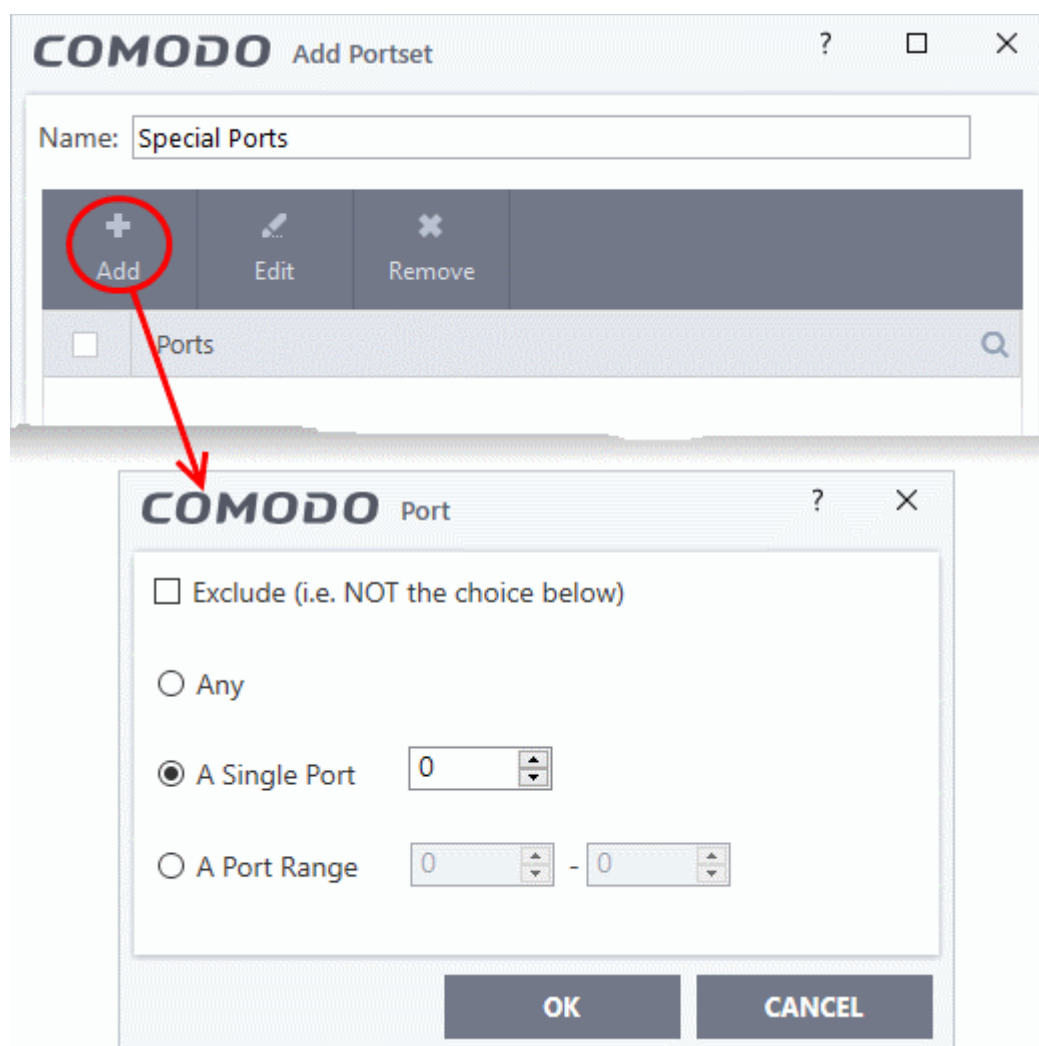 COMODO Add Portset ?
Name: Special Ports
Add Edit Remove
Ports
COMODO Port ?
Exclude (i.e. NOT the choice below)
Any
A Single Port 0
A Port Range 0 - 0
OK CANCEL